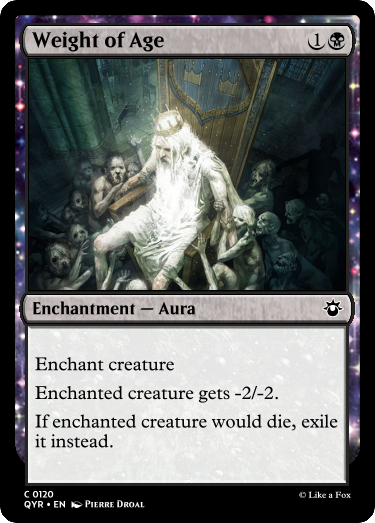 Weight of Age 1
Enchantment — Aura
Enchant creature
Enchanted creature gets -2/-2.
If enchanted creature would die, exile
it instead.
C 0120
QYR • EN Pierre Droal
© Like a Fox